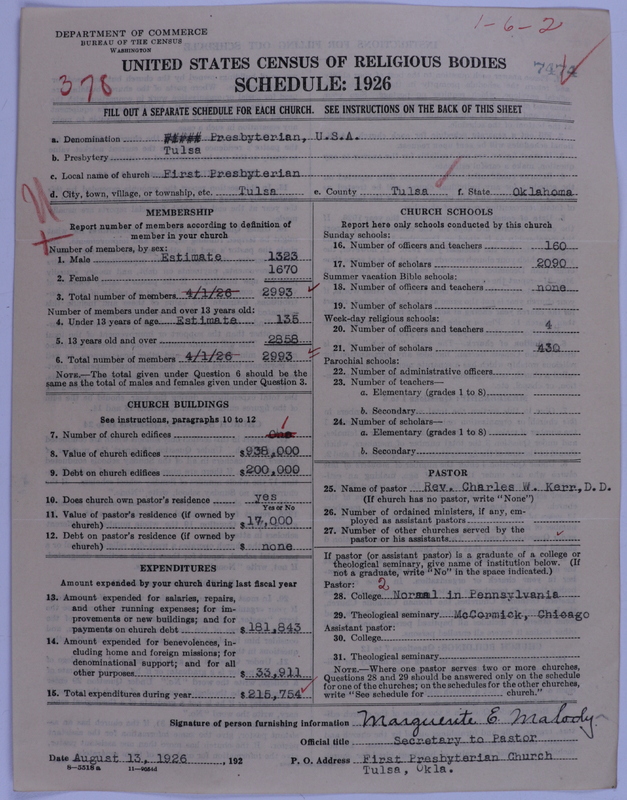 DEPARTMENT OF COMMERCE
BUREAU OF THE CENSUS
WASHINGTON
1-6-2
UNITED STATES CENSUS OF RELIGIOUS BODIES
7474
378
SCHEDULE: 1926
FILL OUT A SEPARATE SCHEDULE FOR EACH CHURCH. SEE INSTRUCTIONS ON THE BACK OF THIS SHEET
a. Denomination Presbyterian, U.S.A.
b. Presbytery Tulsa
c. Local name of church First Presbyterian
d. City, town, village, or township, etc. Tulsa e. County Tulsa f. State Oklahoma
MEMBERSHIP
Report number of members according to definition of
member in your church
Number of members, by sex:
1. Male Estimate 1323
2. Female 1670
3. Total number of members 4/1/26 2993
Number of members under and over 13 years old:
4. Under 13 years of age Estimate 135
5. 13 years old and over 2858
6. Total number of members 4/1/26 2993
NOTE.—The total given under Question 6 should be the
same as the total of males and females given under Question 3.
CHURCH BUILDINGS
See instructions, paragraphs 10 to 12
7. Number of church edifices One 1
8. Value of church edifices $938,000
9. Debt on church edifices $200,000
10. Does church own pastor's residence yes
Yes or No
11. Value of pastor's residence (if owned by
church) $17,000
12. Debt on pastor's residence (if owned by
church) $ none
EXPENDITURES
Amount expended by your church during last fiscal year
13. Amount expended for salaries, repairs,
and other running expenses; for im-
provements or new buildings; and for
payments on church debt $181,843
14. Amount expended for benevolences, in-
cluding home and foreign missions; for
denominational support; and for all
other purposes $ 33,911
15. Total expenditures during year $215,754
CHURCH SCHOOLS
Report here only schools conducted by this church
Sunday schools:
16. Number of officers and teachers 160
17. Number of scholars 2090
Summer vacation Bible schools:
18. Number of officers and teachers none
19. Number of scholars
Week-day religious schools:
20. Number of officers and teachers 4
21. Number of scholars 430
Parochial schools:
22. Number of administrative officers
23. Number of teachers—
a. Elementary (grades 1 to 8)
b. Secondary
24. Number of scholars—
a. Elementary (grades 1 to 8)
b. Secondary
PASTOR
25. Name of pastor Rev. Charles W. Kerr, D.D.
(If church has no pastor, write "None")
26. Number of ordained ministers, if any, em-
ployed as assistant pastors
27. Number of other churches served by the
pastor or his assistants
If pastor (or assistant pastor) is a graduate of a college or
theological seminary, give name of institution below. (If
not a graduate, write "No" in the space indicated.)
Pastor: 2
28. College Normal in Pennsylvania
29. Theological seminary McCormick, Chicago
Assistant pastor:
30. College
31. Theological seminary
NOTE.—Where one pastor serves two or more churches,
Questions 28 and 29 should be answered only on the schedule
for one of the churches; on the schedules for the other churches,
write "See schedule for church."
Signature of person furnishing information Marguerite E. Malody
Official title Secretary to Pastor
Date August 13, 1926, 192 P. O. Address First Presbyterian Church
8—5518a
Tulsa, Okla.